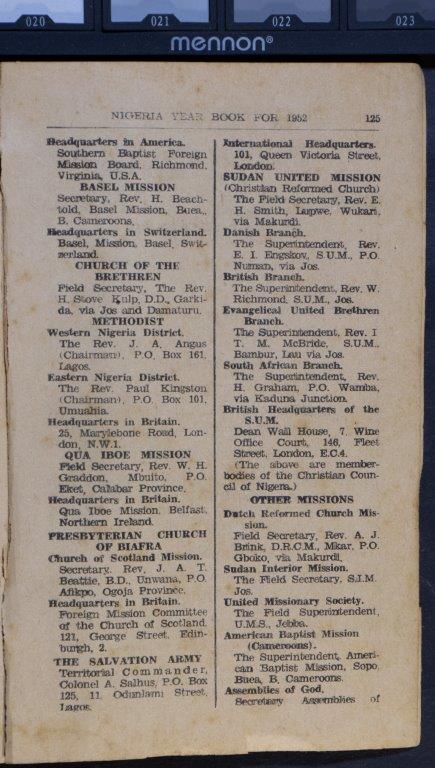 020
021
022
023
mennon®
NIGERIA YEAR BOOK FOR 1952 125
Headquarters in America.
Southern Baptist Foreign
Mission Board, Richmond,
Virginia, U.S.A.
BASEL MISSION
Secretary, Rev. H. Beach-
told, Basel Mission, Buea,
B. Cameroons.
Headquarters in Switzerland.
Basel, Mission, Basel, Swit-
zerland.
CHURCH OF THE
BRETHREN
Field Secretary, The Rev.
H. Stove Kulp, D.D., Garki-
da, via Jos and Damaturu.
METHODIST
Western Nigeria District.
The Rev. J. A. Angus
(Chairman), P.O. Box 161,
Lagos.
Eastern Nigeria District.
The Rev. Paul Kingston
(Chairman), P.O. Box 101,
Umuahia.
Headquarters in Britain.
25, Marylebone Road, Lon-
don, N.W.1.
QUA IBOE MISSION
Field Secretary, Rev. W. H.
Graddon, Mbuito, P.O.
Eket, Calabar Province.
Headquarters in Britain.
Qua Iboe Mission, Belfast,
Northern Ireland.
PRESBYTERIAN CHURCH
OF BIAFRA
Church of Scotland Mission.
Secretary, Rev. J. A. T.
Beattie, B.D., Unwana, P.O.
Afikpo, Ogoja Province.
Headquarters in Britain.
Foreign Mission Committee
of the Church of Scotland,
121, George Street, Edin-
burgh, 2.
THE SALVATION ARMY
Territorial Commander,
Colonel A. Salhus, P.O. Box
125, 11, Odunlami Street,
Lagos.
International Headquarters.
101, Queen Victoria Street,
London.
SUDAN UNITED MISSION
(Christian Reformed Church)
The Field Secretary, Rev. E.
H. Smith, Lupwe, Wukari,
via Makurdi.
Danish Branch.
The Superintendent, Rev.
E. I. Engskov, S.U.M., P.O.
Numan, via Jos.
British Branch.
The Superintendent, Rev. W.
Richmond, S.U.M., Jos.
Evangelical United Brethren
Branch.
The Superintendent, Rev. I
T. M. McBride, S.U.M.,
Bambur, Lau via Jos.
South African Branch.
The Superintendent, Rev.
H. Graham, P.O. Wamba,
via Kaduna Junction.
British Headquarters of the
S.U.M.
Dean Wall House, 7, Wine
Office Court, 146, Fleet
Street, London, E.C.4.
(The above are member-
bodies of the Christian Coun-
cil of Nigera.)
OTHER MISSIONS
Dutch Reformed Church Mis-
sion.
Field Secretary, Rev. A. J.
Brink, D.R.C.M., Mkar, P.O.
Gboko, via Makurdi.
Sudan Interior Mission.
The Field Secretary, S.I.M.
Jos.
United Missionary Society.
The Field Superintendent,
U.M.S., Jebba.
American Baptist Mission
(Cameroons).
The Superintendent, Ameri-
can Baptist Mission, Sopo,
Buea, B. Cameroons.
Assemblies of God.
Secretary Assemblies of